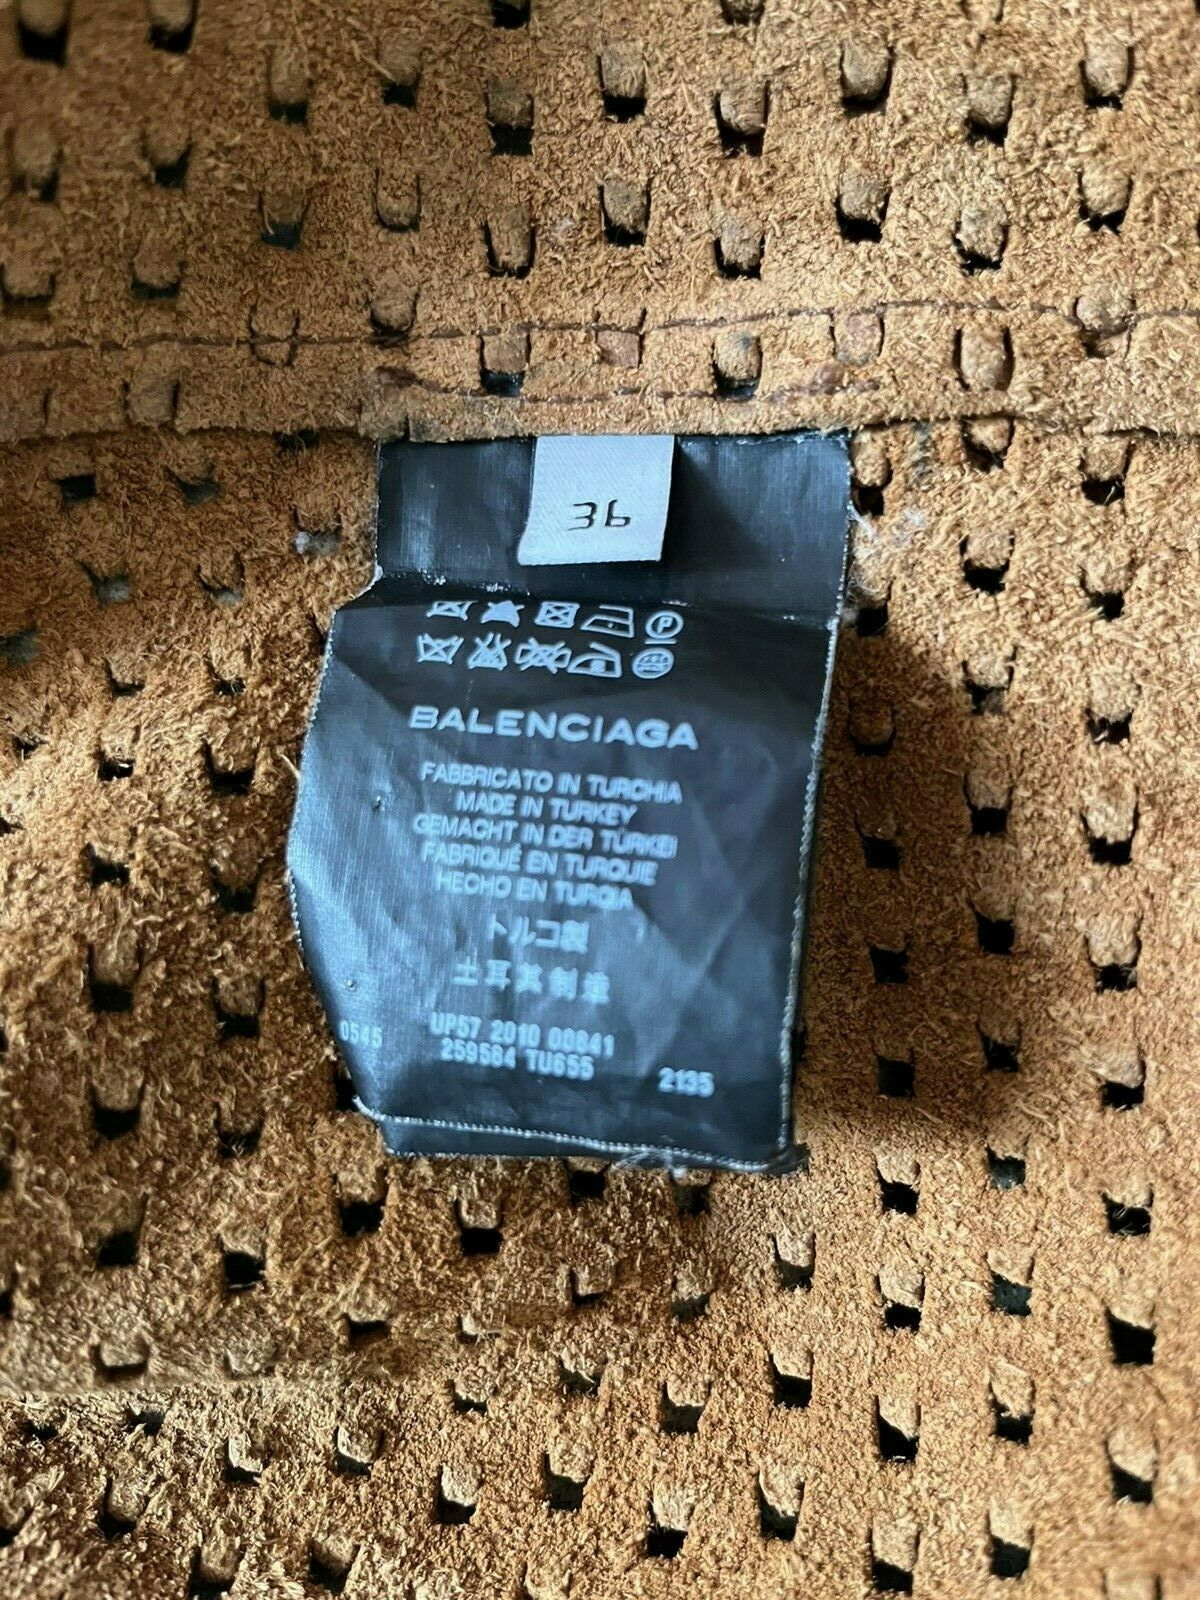 36
P
BALENCIAGA
FABBRICATO IN TURCHIA
MADE IN TURKEY
GEMACHT IN DER TÜRKEI
FABRIQUÉ EN TURQUIE
HECHO EN TURQIA
トルコ製
土耳其制造
0545 UP57 2010 00841
259584 TU655 2135